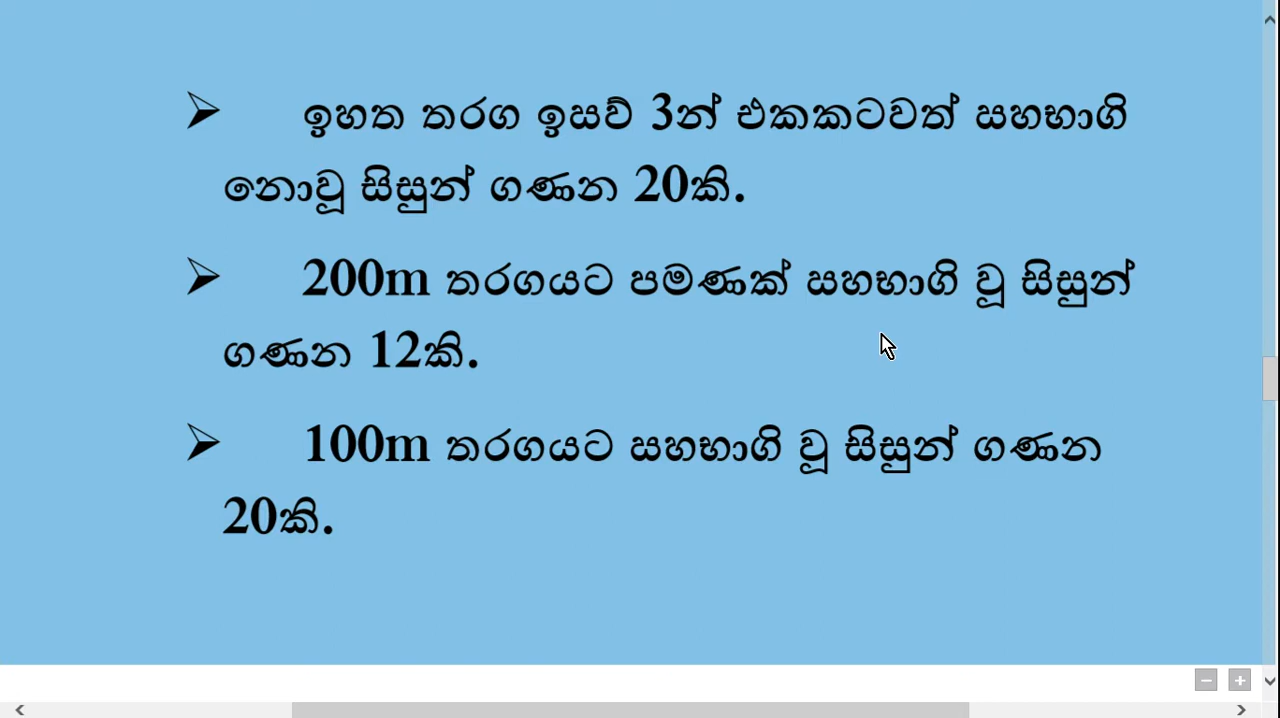 ➢ ඉහත තරග ඉසව් 3න් එකකටවත් සහභාගි
නොවූ සිසුන් ගණන 20කි.
➢ 200m තරගයට පමණක් සහභාගි වූ සිසුන්
ගණන 12කි.
➢ 100m තරගයට සහභාගි වූ සිසුන් ගණන
20කි.